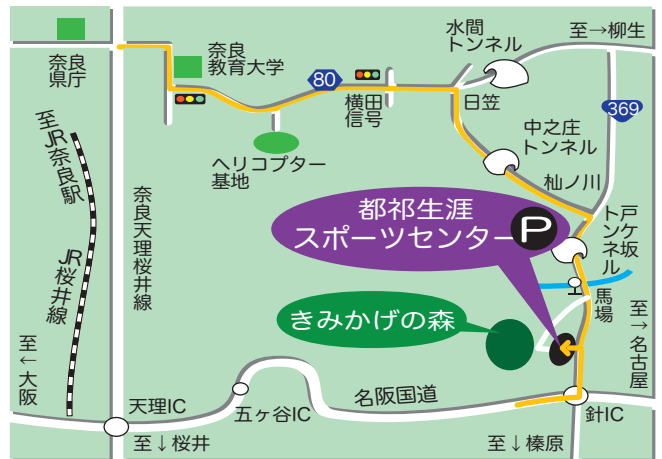 奈良
県庁
奈良
教育大学
80
横田
信号
水間
トンネル
至→柳生
日笠
369
中之庄
トンネル
杣ノ川
ヘリコプター
基地
至JR奈良駅
JR桜井線
奈良天理桜井線
都祁生涯
スポーツセンター
P
戸ケ坂
トンネル
馬場
きみかげの森
至→名古屋
至←大阪
天理IC
五ヶ谷IC
名阪国道
針IC
至↓桜井
至↓榛原